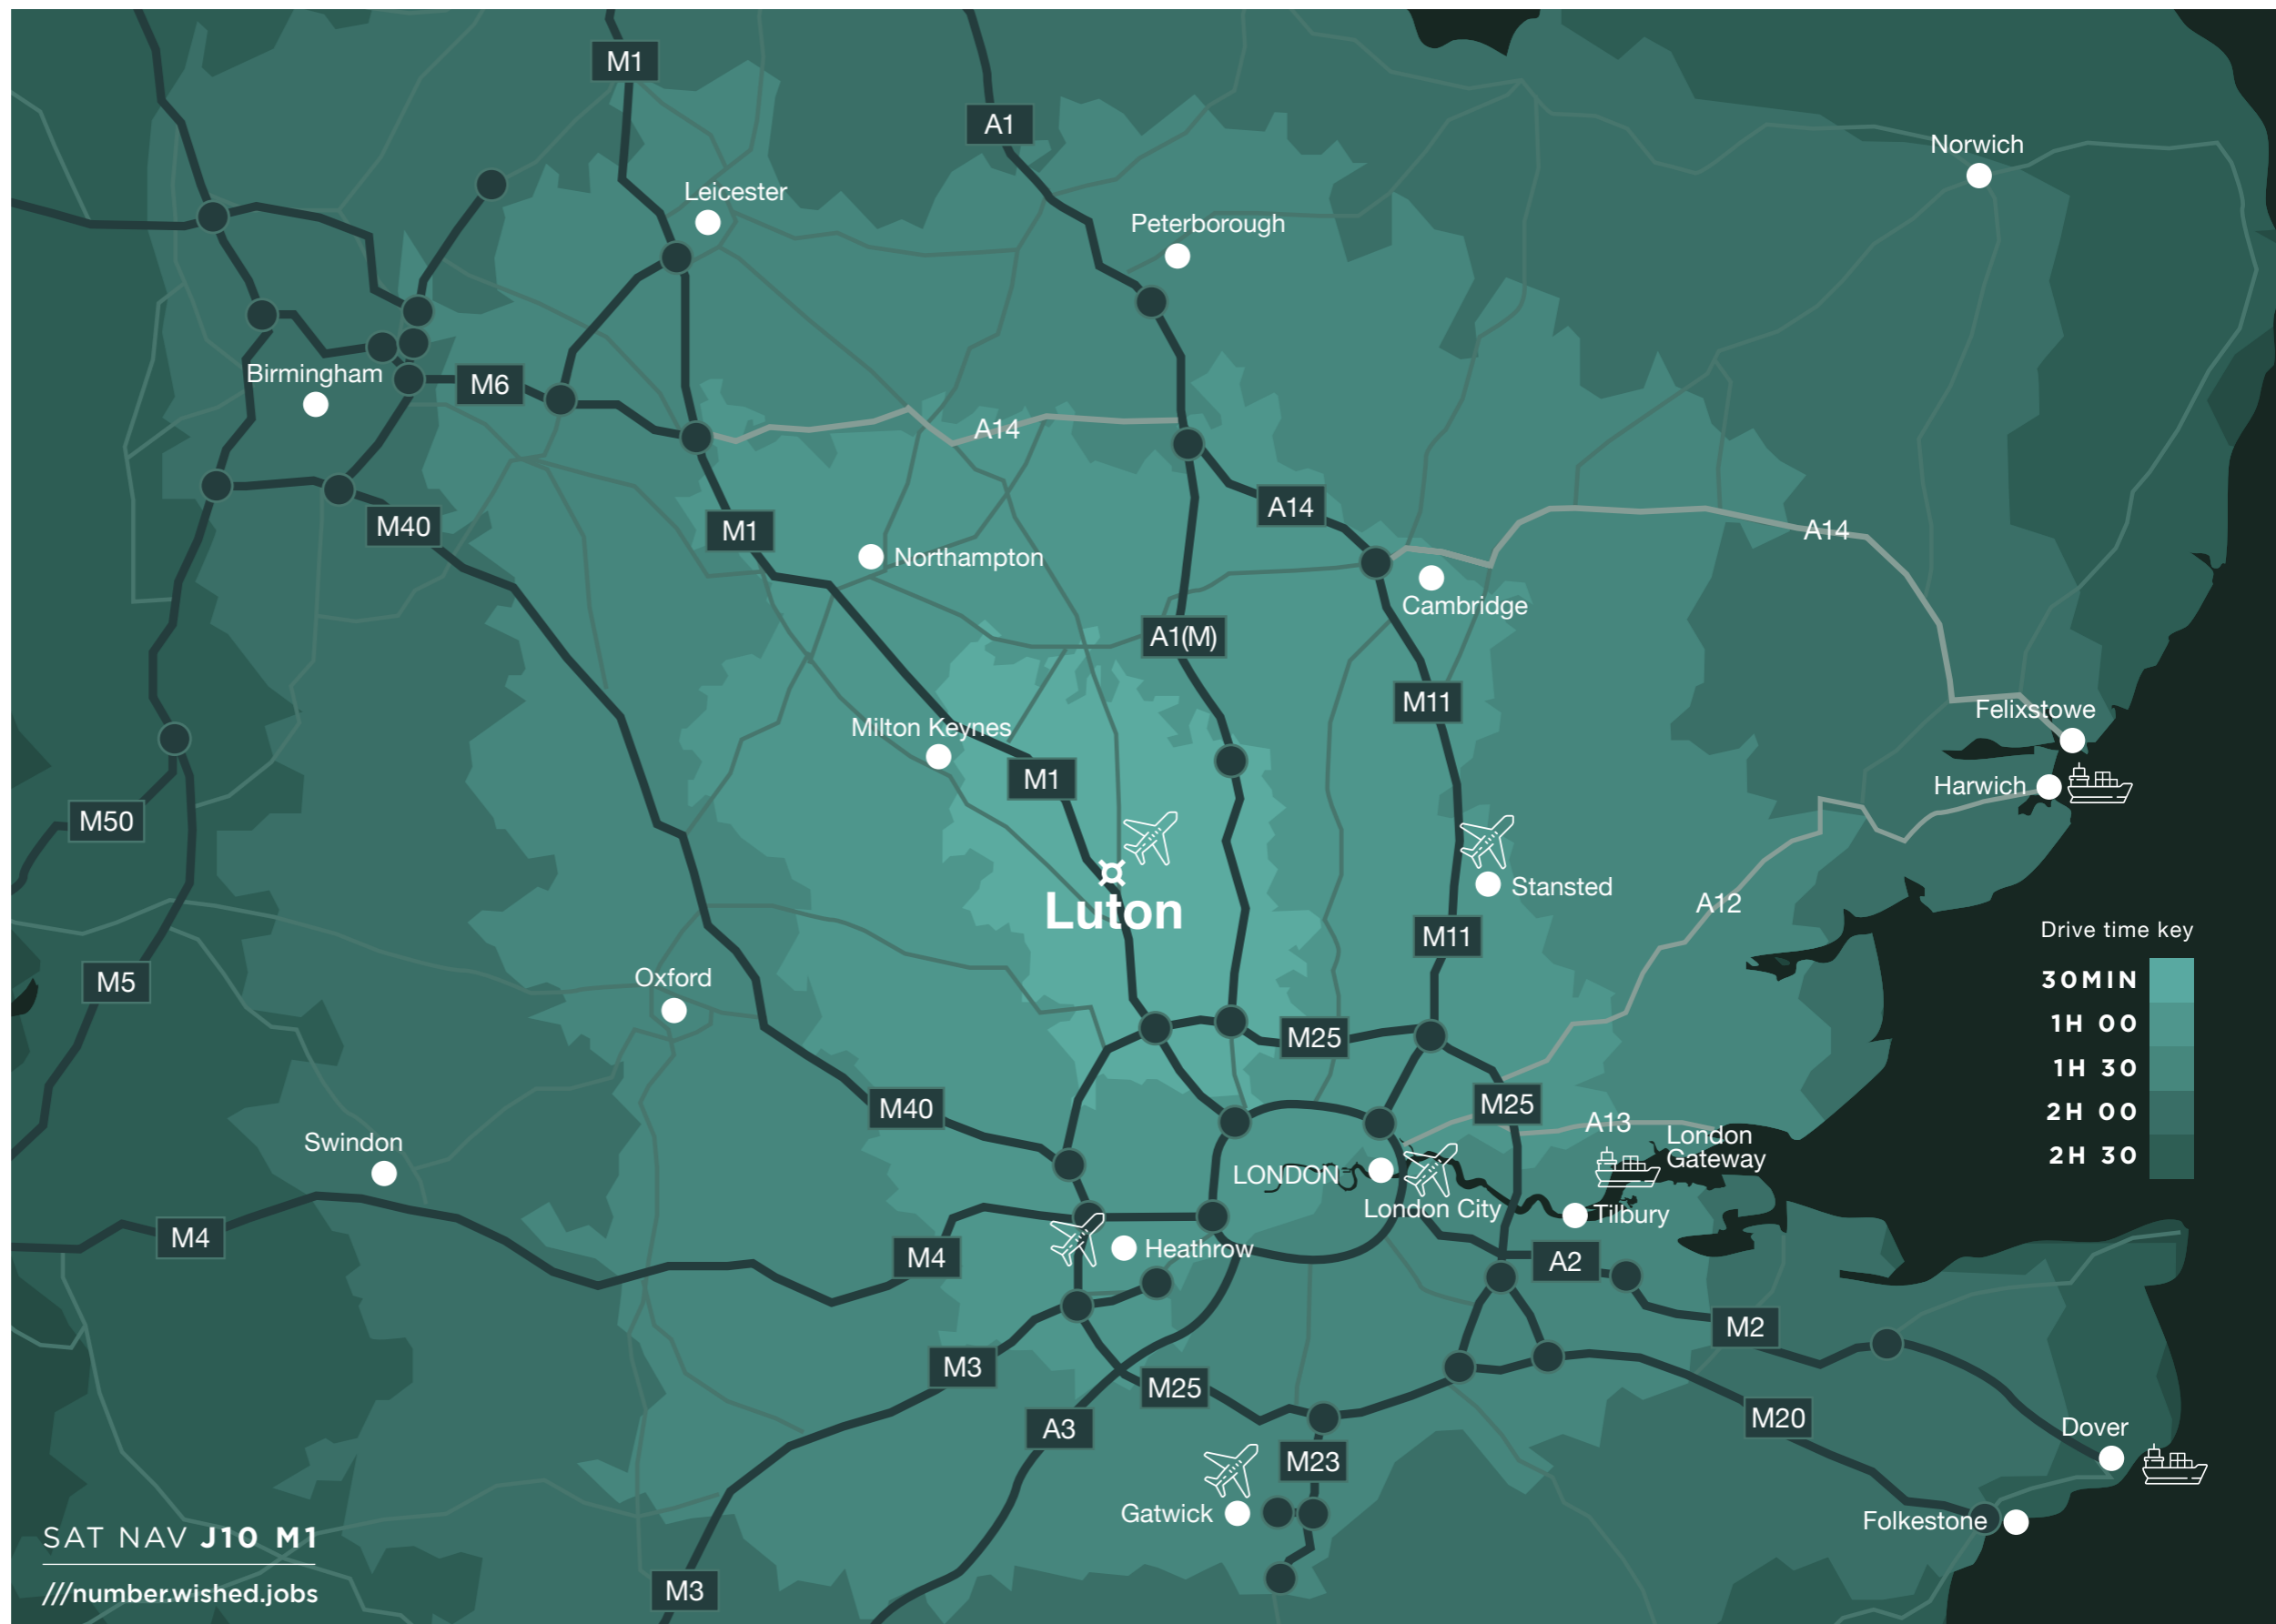 M1
A1
Norwich
Leicester
Peterborough
Birmingham
M6
A14
A14
M40
M1
A14
Northampton
Cambridge
A1(M)
M11
Felixstowe
Milton Keynes
M1
Harwich
M50
Stansted
Luton
A12
M11
Drive time key
M5
Oxford
30MIN
1H 00
M25
1H 30
M40
M25
2H 00
A13
London
Gateway
Swindon
2H 30
LONDON
London City
Tilbury
M4
Heathrow
M4
A2
M2
M3
M25
M20
A3
Dover
M23
Gatwick
Folkestone
SAT NAV J10 M1
///number.wished.jobs
M3